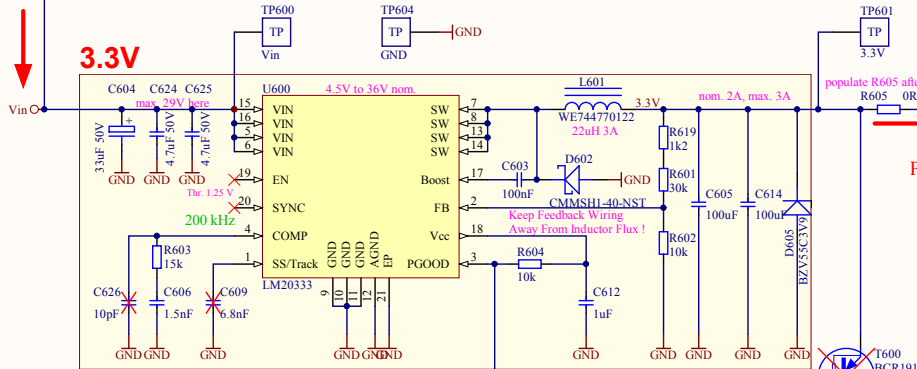 TP600
TP
Vin
TP604
TP
GND
GND
TP601
TP
3.3V
3.3V
Vin
C604
33uF 50V
+
C624
4.7uF 50V
C625
4.7uF 50V
max. 29V here
GND
GND
GND
U600
4.5V to 36V nom.
15
VIN
16
VIN
5
VIN
6
VIN
19
EN
Thr. 1.25 V
20
SYNC
200 kHz
4
COMP
1
SS/Track
LM20333
SW
7
SW
8
SW
13
SW
14
Boost
17
FB
2
Vcc
18
PGOOD
3
GND
GND
GND
AGND
EP
9
10
11
12
21
L601
WE744770122
22uH 3A
3.3V
nom. 2A, max. 3A
populate R605 afte
R605
0R
C603
100nF
D602
GND
CMMSH1-40-NST
Keep Feedback Wiring
Away From Inductor Flux !
R619
1k2
R601
30k
R602
10k
C605
100uF
C614
100uF
D605
BZV55C3V9
R604
10k
C612
1uF
R603
15k
C626
10pF
C606
1.5nF
C609
6.8nF
GND
GND
GND
GND
GND
GND
GND
GND
GND
GND
T600
BCR191